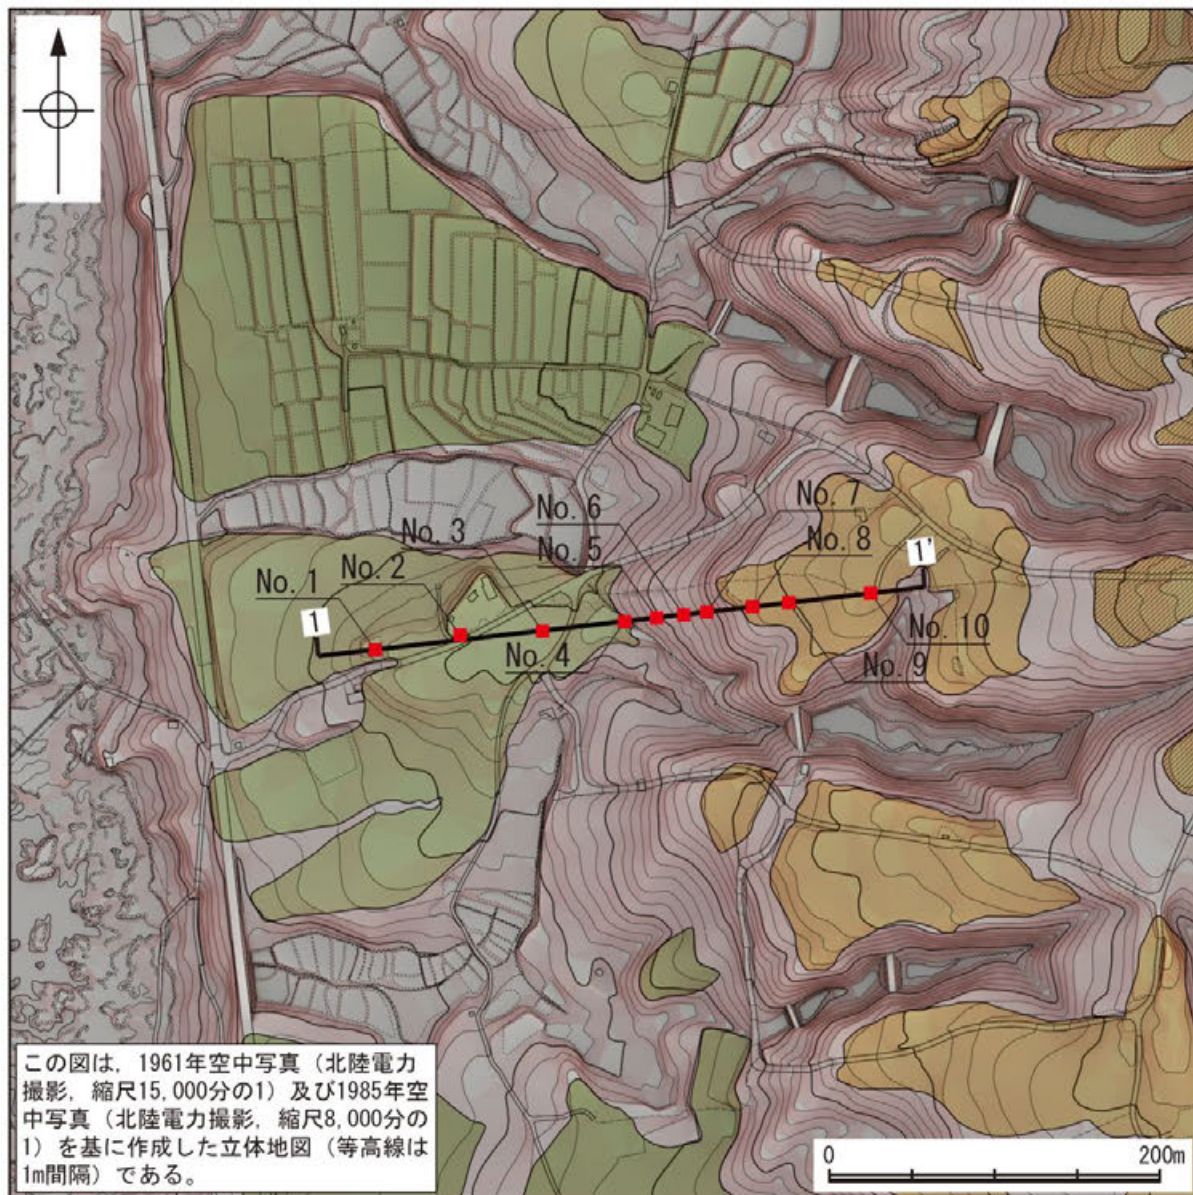 No. 6
No. 7
No. 3
No. 5
No. 8
1'
No. 1
No. 2
1
No. 4
No. 10
No. 9
この図は，1961年空中写真（北陸電力
撮影，縮尺15,000分の1）及び1985年空
中写真（北陸電力撮影，縮尺8,000分の
1）を基に作成した立体地図（等高線は
1m間隔）である。
0
200m